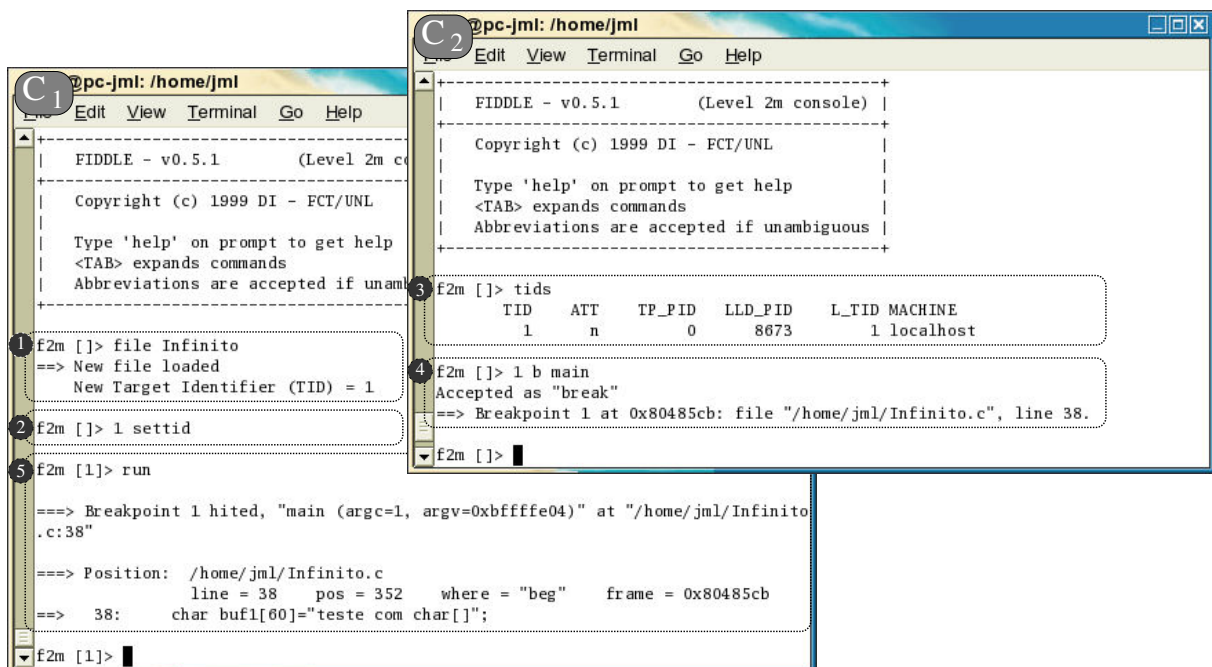 C1
@pc-jml: /home/jml
Edit View Terminal Go Help
+--------------------------------------
| FIDDLE - v0.5.1 (Level 2m co
+--------------------------------------
| Copyright (c) 1999 DI - FCT/UNL
|
| Type 'help' on prompt to get help
| <TAB> expands commands
| Abbreviations are accepted if unamb
+--------------------------------------
1
f2m []> file Infinito
==> New file loaded
New Target Identifier (TID) = 1
2
f2m []> 1 settid
C2
@pc-jml: /home/jml
Edit View Terminal Go Help
+--------------------------------------------+
| FIDDLE - v0.5.1 (Level 2m console) |
+--------------------------------------------+
| Copyright (c) 1999 DI - FCT/UNL |
| |
| Type 'help' on prompt to get help |
| <TAB> expands commands |
| Abbreviations are accepted if unambiguous |
+--------------------------------------------+
3
f2m []> tids
TID ATT TP_PID LLD_PID L_TID MACHINE
1 n 0 8673 1 localhost
4
f2m []> 1 b main
Accepted as "break"
==> Breakpoint 1 at 0x80485cb: file "/home/jml/Infinito.c", line 38.
f2m []>
5
f2m [1]> run
===> Breakpoint 1 hited, "main (argc=1, argv=0xbffffe04)" at "/home/jml/Infinito
.c:38"
===> Position: /home/jml/Infinito.c
line = 38 pos = 352 where = "beg" frame = 0x80485cb
==> 38: char buf1[60]="teste com char[]";
f2m [1]>